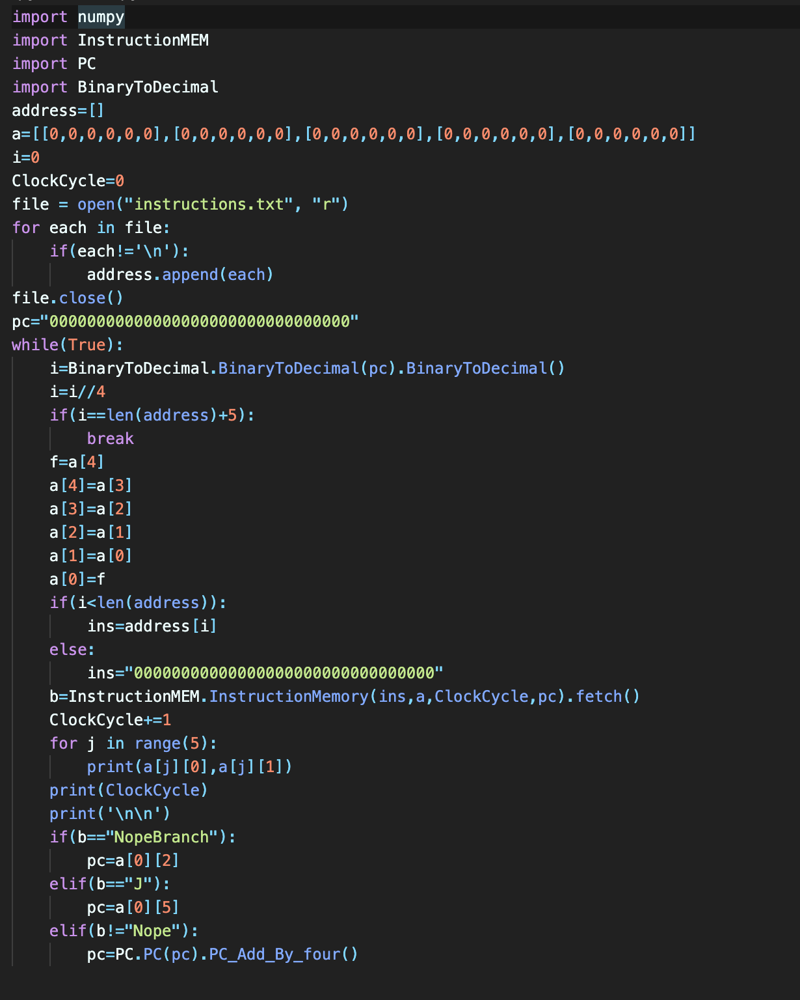 import numpy
import InstructionMEM
import PC
import BinaryToDecimal
address=[]
a=[[0,0,0,0,0,0],[0,0,0,0,0,0],[0,0,0,0,0,0],[0,0,0,0,0,0],[0,0,0,0,0,0]]
i=0
ClockCycle=0
file = open("instructions.txt", "r")
for each in file:
    if(each!='\n'):
        address.append(each)
file.close()
pc="00000000000000000000000000000000"
while(True):
    i=BinaryToDecimal.BinaryToDecimal(pc).BinaryToDecimal()
    i=i//4
    if(i==len(address)+5):
        break
    f=a[4]
    a[4]=a[3]
    a[3]=a[2]
    a[2]=a[1]
    a[1]=a[0]
    a[0]=f
    if(i<len(address)):
        ins=address[i]
    else:
        ins="00000000000000000000000000000000"
    b=InstructionMEM.InstructionMemory(ins,a,ClockCycle,pc).fetch()
    ClockCycle+=1
    for j in range(5):
        print(a[j][0],a[j][1])
    print(ClockCycle)
    print('\n\n')
    if(b=="NopeBranch"):
        pc=a[0][2]
    elif(b=="J"):
        pc=a[0][5]
    elif(b!="Nope"):
        pc=PC.PC(pc).PC_Add_By_four()